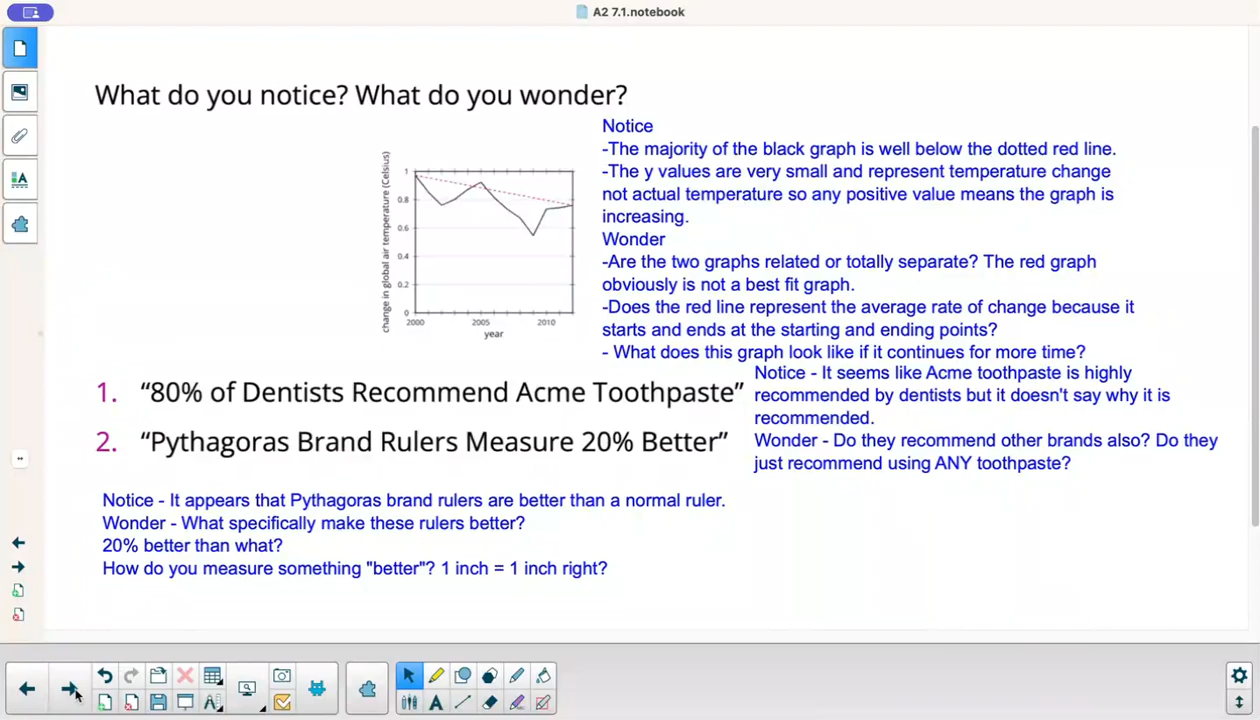 A2 7.1.notebook
What do you notice? What do you wonder?
Notice
-The majority of the black graph is well below the dotted red line.
-The y values are very small and represent temperature change
not actual temperature so any positive value means the graph is
increasing.
Wonder
-Are the two graphs related or totally separate? The red graph
obviously is not a best fit graph.
-Does the red line represent the average rate of change because it
starts and ends at the starting and ending points?
- What does this graph look like if it continues for more time?
change in global air temperature (Celsius)
1
0.8
0.6
0.4
0.2
0
2000 2005 2010
year
1. “80% of Dentists Recommend Acme Toothpaste”
2. “Pythagoras Brand Rulers Measure 20% Better”
Notice - It seems like Acme toothpaste is highly
recommended by dentists but it doesn't say why it is
recommended.
Wonder - Do they recommend other brands also? Do they
just recommend using ANY toothpaste?
Notice - It appears that Pythagoras brand rulers are better than a normal ruler.
Wonder - What specifically make these rulers better?
20% better than what?
How do you measure something "better"? 1 inch = 1 inch right?